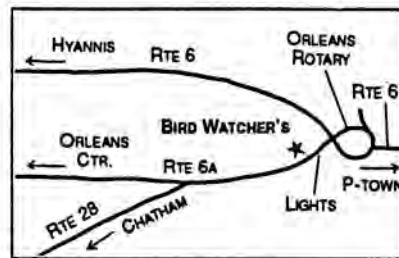 HYANNIS
RTE 6
ORLEANS
ROTARY
RTE 6
BIRD WATCHER'S
ORLEANS
CTR.
RTE 6A
P-TOWN
LIGHTS
RTE 28
CHATHAM